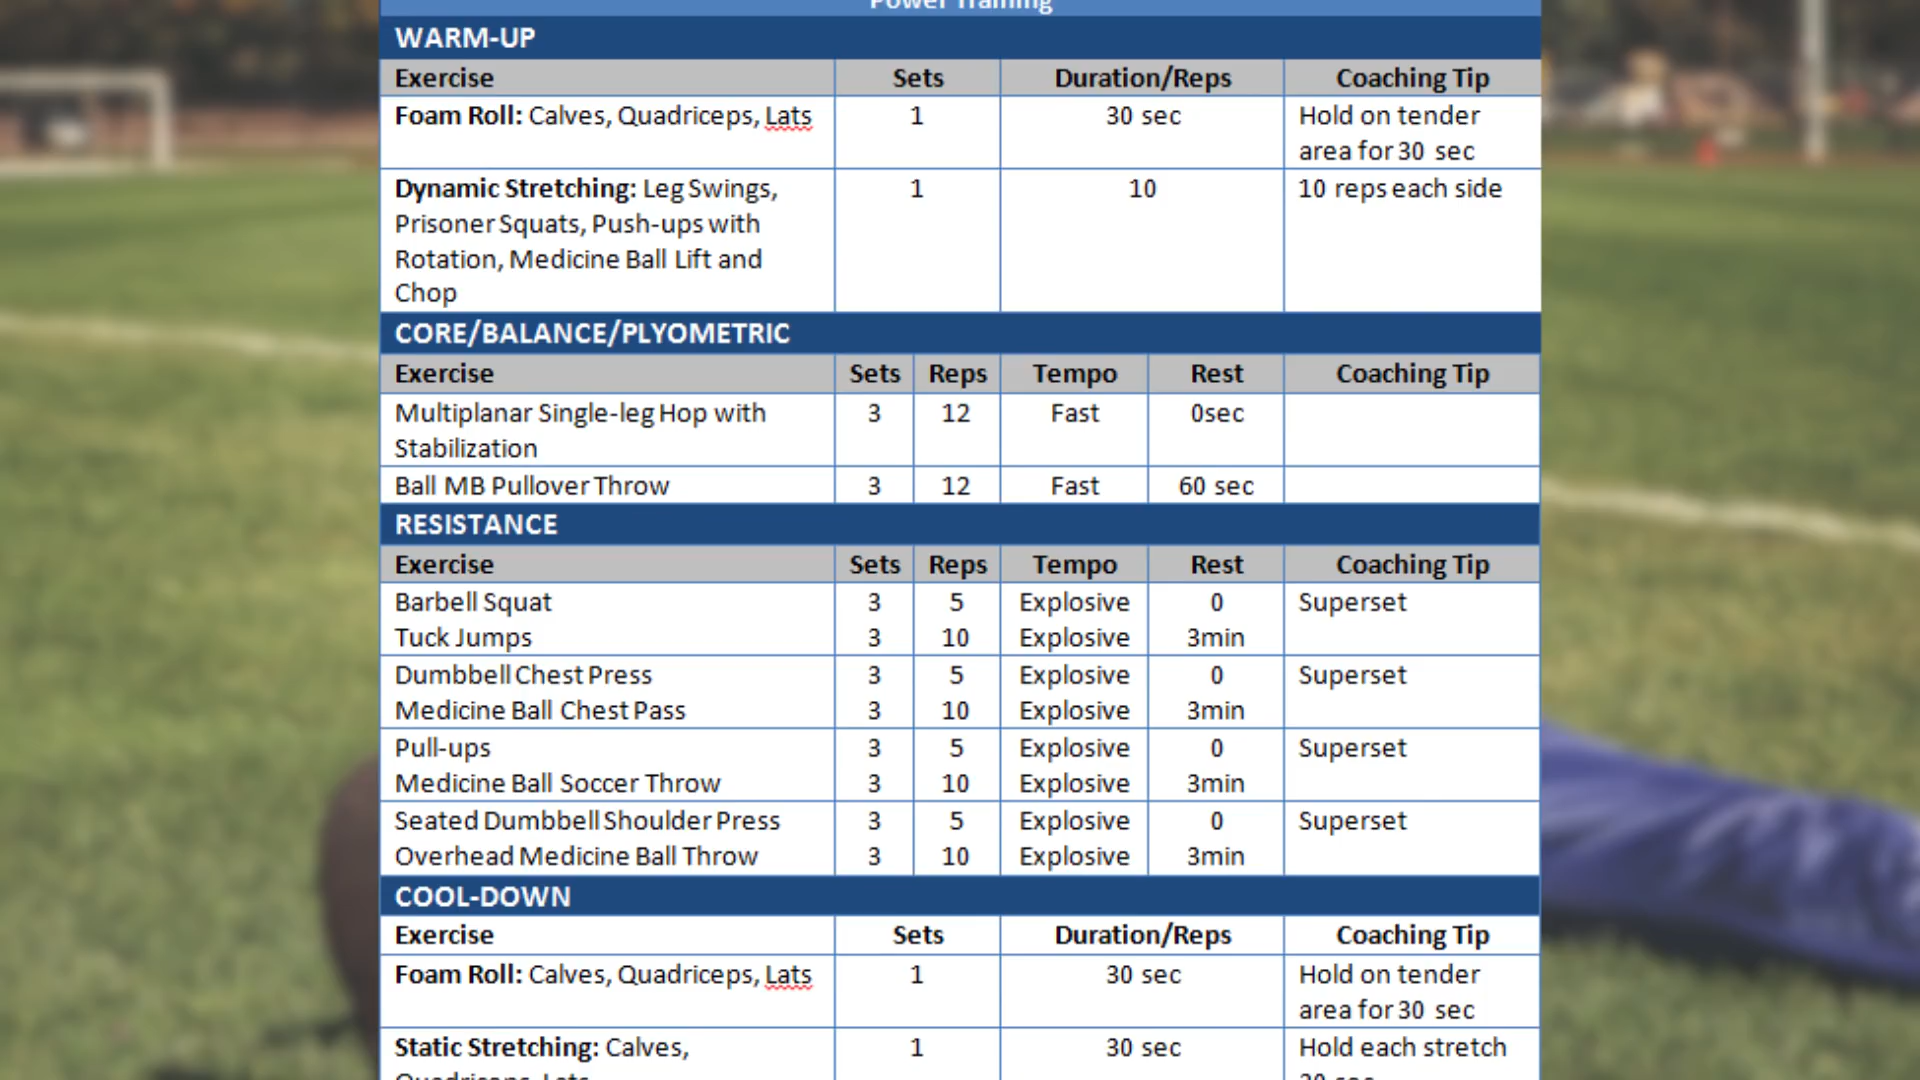 Power Training
WARM-UP
Exercise Sets Duration/Reps Coaching Tip
Foam Roll: Calves, Quadriceps, Lats 1 30 sec Hold on tender
area for 30 sec
Dynamic Stretching: Leg Swings, 1 10 10 reps each side
Prisoner Squats, Push-ups with
Rotation, Medicine Ball Lift and
Chop
CORE/BALANCE/PLYOMETRIC
Exercise Sets Reps Tempo Rest Coaching Tip
Multiplanar Single-leg Hop with 3 12 Fast 0sec
Stabilization
Ball MB Pullover Throw 3 12 Fast 60 sec
RESISTANCE
Exercise Sets Reps Tempo Rest Coaching Tip
Barbell Squat 3 5 Explosive 0 Superset
Tuck Jumps 3 10 Explosive 3min
Dumbbell Chest Press 3 5 Explosive 0 Superset
Medicine Ball Chest Pass 3 10 Explosive 3min
Pull-ups 3 5 Explosive 0 Superset
Medicine Ball Soccer Throw 3 10 Explosive 3min
Seated Dumbbell Shoulder Press 3 5 Explosive 0 Superset
Overhead Medicine Ball Throw 3 10 Explosive 3min
COOL-DOWN
Exercise Sets Duration/Reps Coaching Tip
Foam Roll: Calves, Quadriceps, Lats 1 30 sec Hold on tender
area for 30 sec
Static Stretching: Calves, 1 30 sec Hold each stretch
Quadriceps, Lats 30 sec